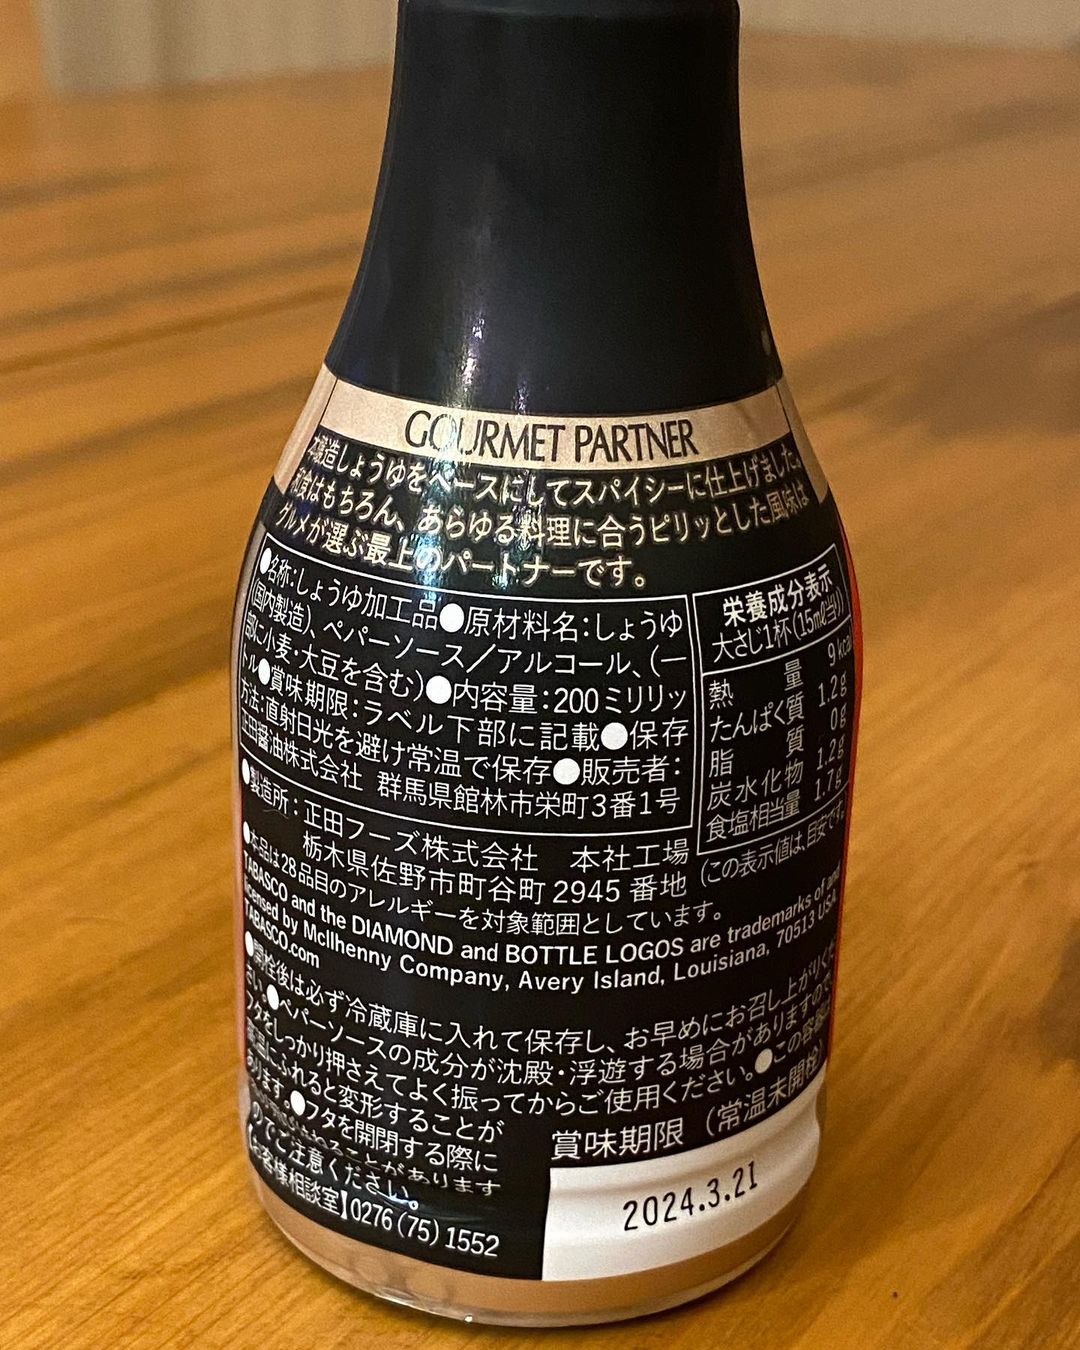 GOURMET PARTNER
本醸造しょうゆをベースにしてスパイシーに仕上げました。
和食はもちろん、あらゆる料理に合うピリッとした風味は
グルメが選ぶ最上のパートナーです。
●名称：しょうゆ加工品●原材料名：しょうゆ
(国内製造)、ペパーソース／アルコール、(一
部に小麦・大豆を含む)●内容量：200ミリリッ
トル●賞味期限：ラベル下部に記載●保存
方法：直射日光を避け常温で保存●販売者：
正田醤油株式会社 群馬県館林市栄町3番1号
栄養成分表示
大さじ1杯(15mℓ当り)
熱量 9kcal
たんぱく質 1.2g
脂質 0g
炭水化物 1.2g
食塩相当量 1.7g
(この表示値は、目安です。
●製造所：正田フーズ株式会社 本社工場
栃木県佐野市町谷町 2945 番地
●本品は28品目のアレルギーを対象範囲としています。
TABASCO and the DIAMOND and BOTTLE LOGOS are trademarks of and
licensed by McIlhenny Company, Avery Island, Louisiana, 70513 USA
TABASCO.com
●開栓後は必ず冷蔵庫に入れて保存し、お早めにお召し上がりくだ
さい。●ペパーソースの成分が沈殿・浮遊する場合がありますので
フタをしっかり押さえてよく振ってからご使用ください。●この容器は
高温にふれると変形することが
あります。●フタを開閉する際に
ことがあります
のでご注意ください。
【お客様相談室】0276(75)1552
賞味期限（常温未開栓）
2024.3.21